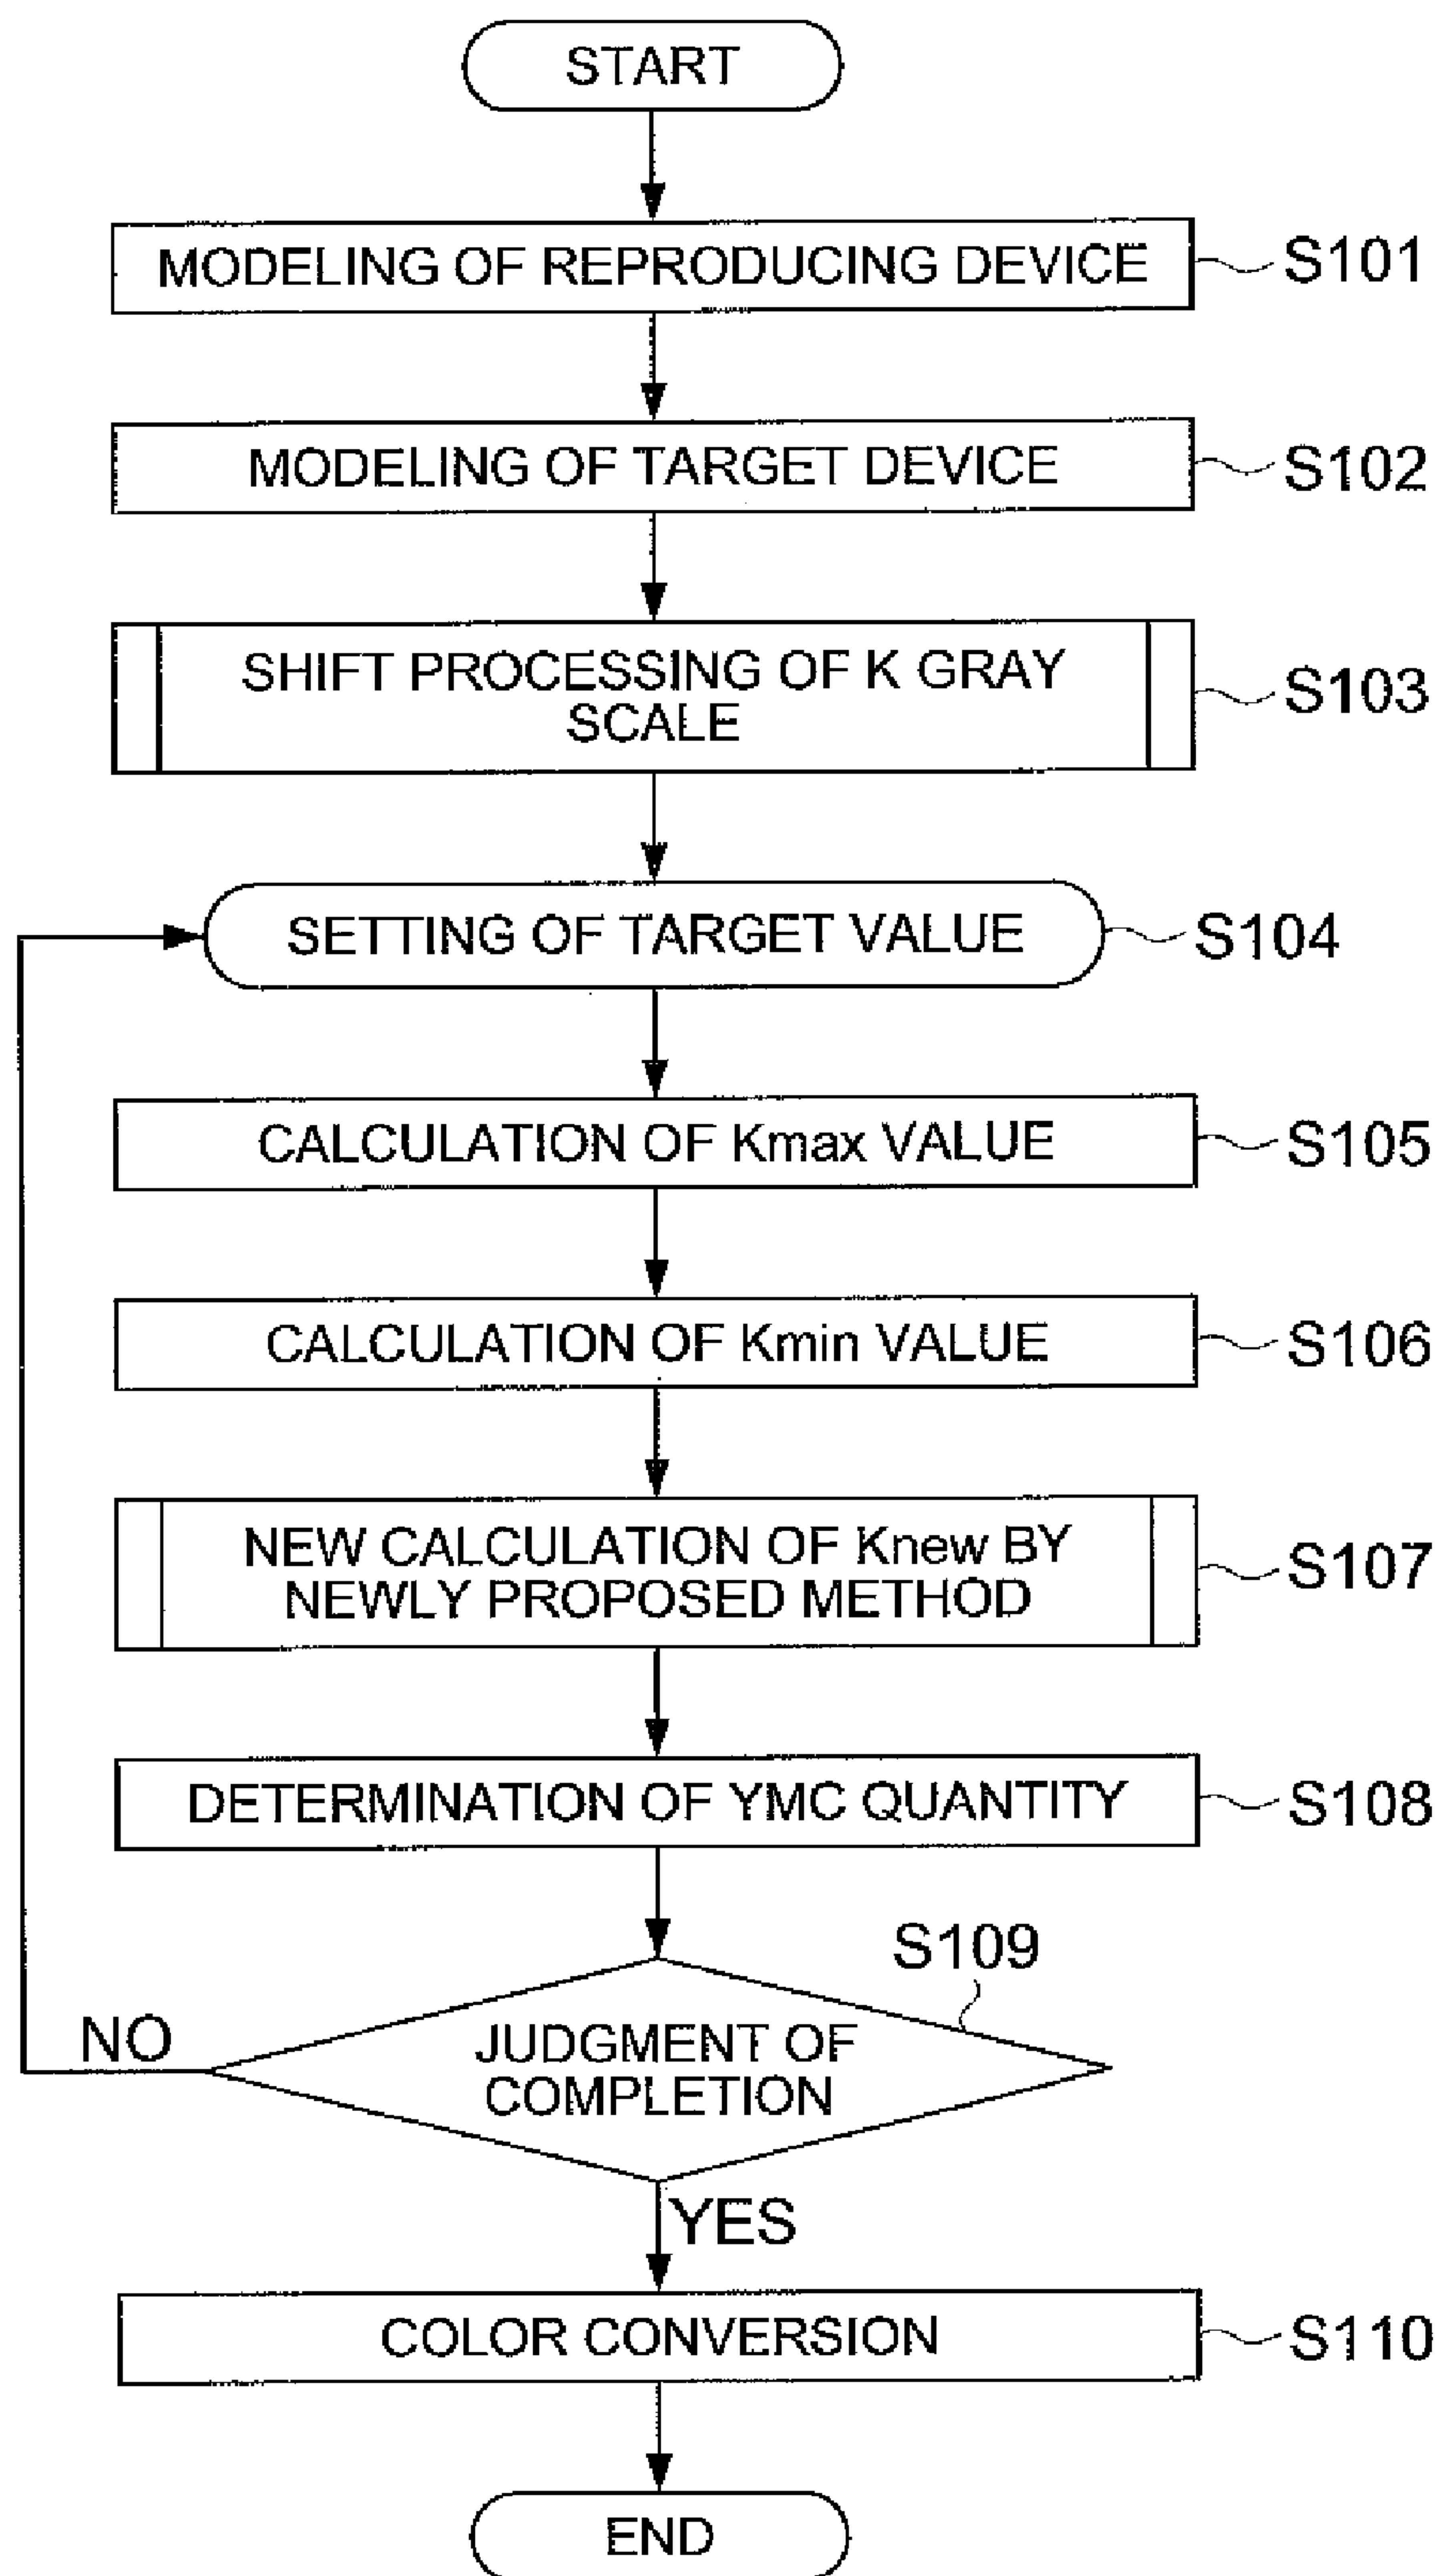 START
MODELING OF REPRODUCING DEVICE
S101
MODELING OF TARGET DEVICE
S102
SHIFT PROCESSING OF K GRAY
SCALE
S103
SETTING OF TARGET VALUE
S104
CALCULATION OF Kmax VALUE
S105
CALCULATION OF Kmin VALUE
S106
NEW CALCULATION OF Knew BY
NEWLY PROPOSED METHOD
S107
DETERMINATION OF YMC QUANTITY
S108
S109
JUDGMENT OF
COMPLETION
NO
YES
COLOR CONVERSION
S110
END